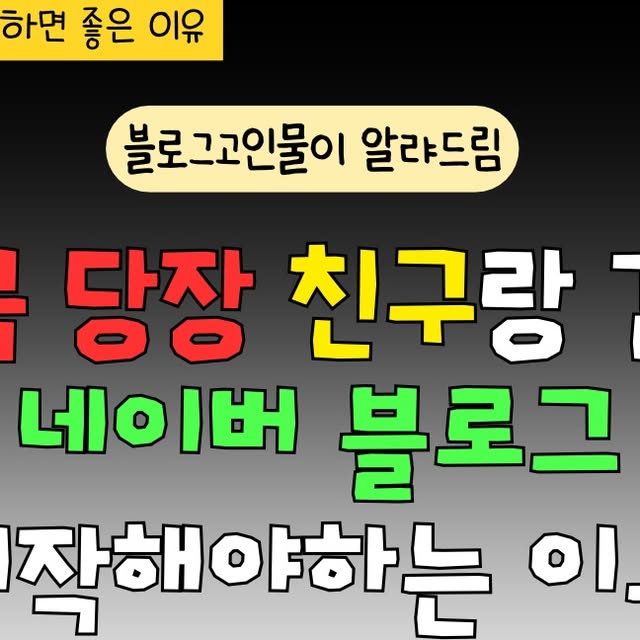 하면 좋은 이유
블로그고인물이 알랴드림
당장 친구랑
네이버 블로그
작해야하는